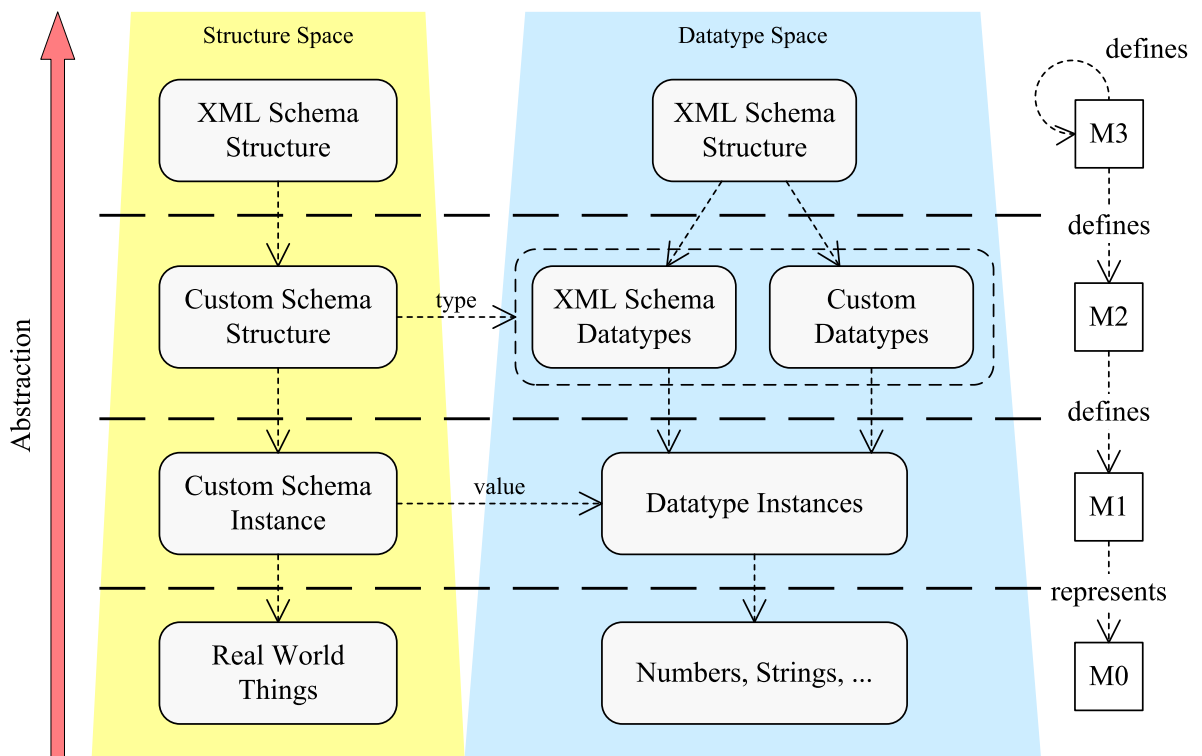 Structure Space
Datatype Space
defines
XML Schema
Structure
XML Schema
Structure
M3
defines
Custom Schema
Structure
type
XML Schema
Datatypes
Custom
Datatypes
M2
Abstraction
defines
Custom Schema
Instance
value
Datatype Instances
M1
represents
Real World
Things
Numbers, Strings, ...
M0